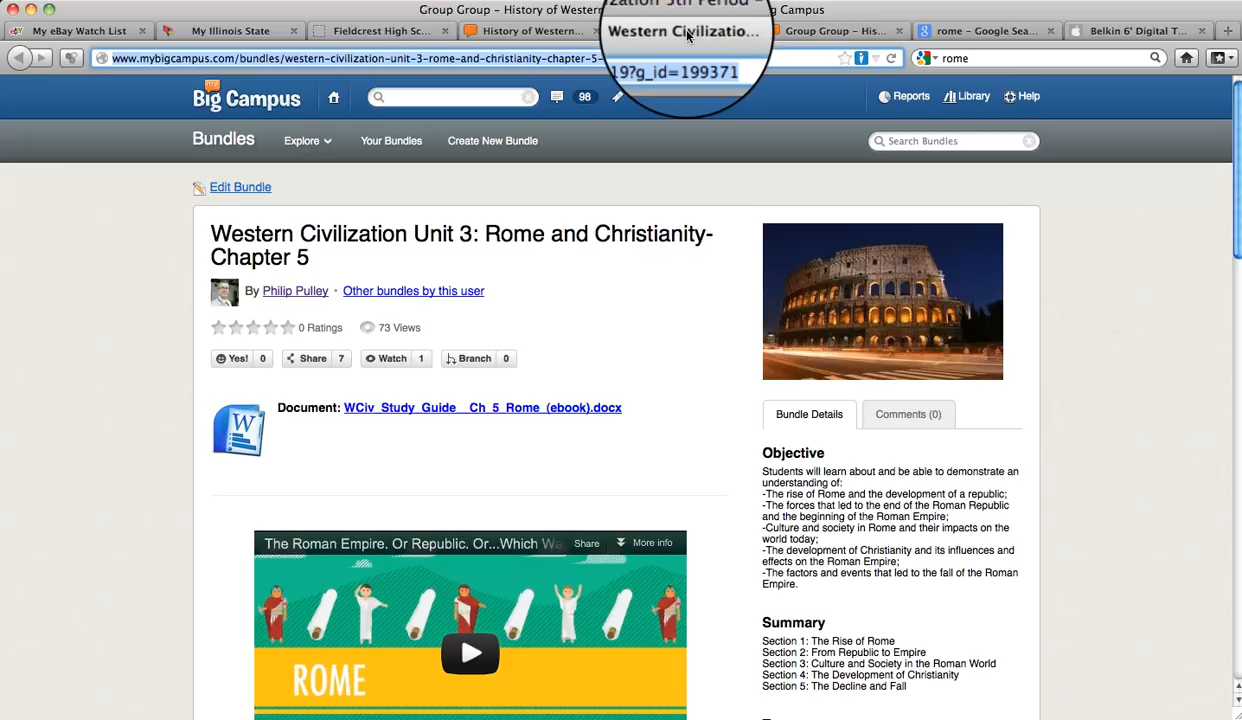 Group Group - History of Western
g Campus
zation 5th Period -
My eBay Watch List
My Illinois State
Fieldcrest High Sc...
History of Western...
Western Civilizatio...
Group Group - His...
rome - Google Sea...
Belkin 6' Digital T...
www.mybigcampus.com/bundles/western-civilization-unit-3-rome-and-christianity-chapter-5-
19?g_id=199371
rome
my
Big Campus
98
Reports
Library
Help
Bundles
Explore
Your Bundles
Create New Bundle
Search Bundles
Edit Bundle
Western Civilization Unit 3: Rome and Christianity-
Chapter 5
By Philip Pulley • Other bundles by this user
0 Ratings 73 Views
Yes! 0 Share 7 Watch 1 Branch 0
W
Document: WCiv_Study_Guide__Ch_5_Rome_(ebook).docx
The Roman Empire. Or Republic. Or...Which Wa
Share
More info
ROME
Bundle Details
Comments (0)
Objective
Students will learn about and be able to demonstrate an
understanding of:
-The rise of Rome and the development of a republic;
-The forces that led to the end of the Roman Republic
and the beginning of the Roman Empire;
-Culture and society in Rome and their impacts on the
world today;
-The development of Christianity and its influences and
effects on the Roman Empire;
-The factors and events that led to the fall of the Roman
Empire.
Summary
Section 1: The Rise of Rome
Section 2: From Republic to Empire
Section 3: Culture and Society in the Roman World
Section 4: The Development of Christianity
Section 5: The Decline and Fall